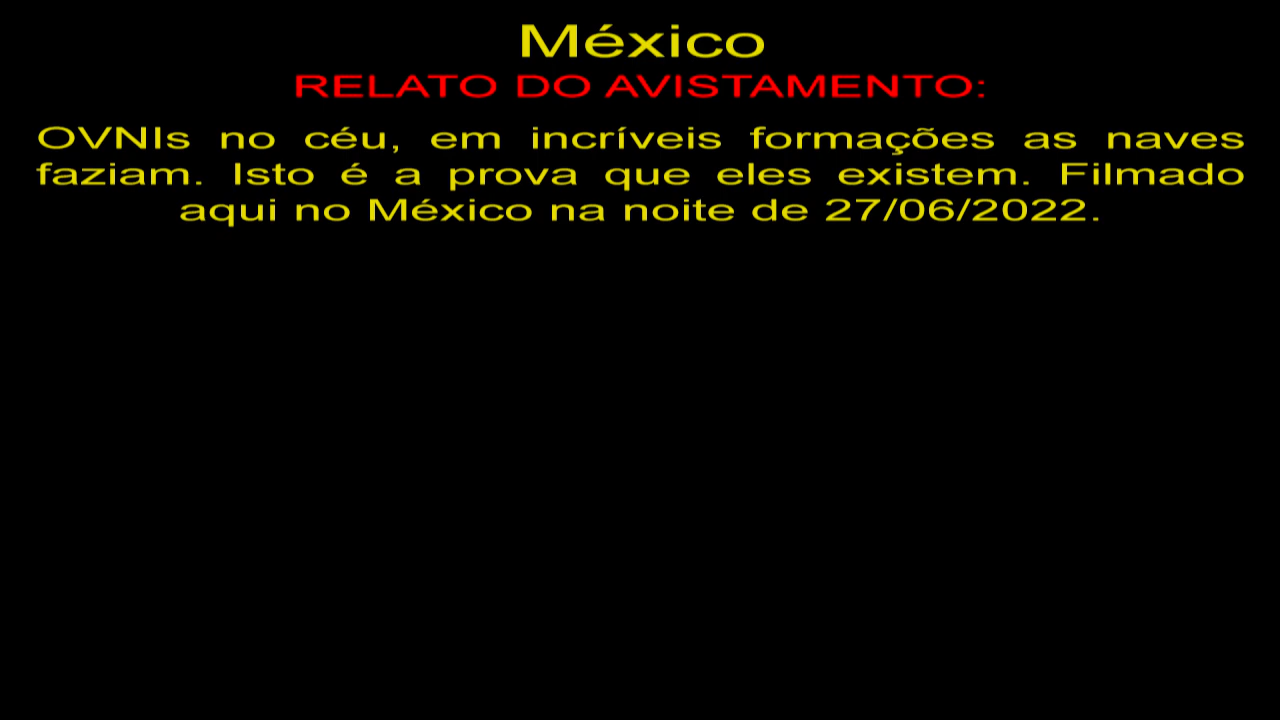 México
RELATO DO AVISTAMENTO:
OVNIs no céu, em incríveis formações as naves
faziam. Isto é a prova que eles existem. Filmado
aqui no México na noite de 27/06/2022.